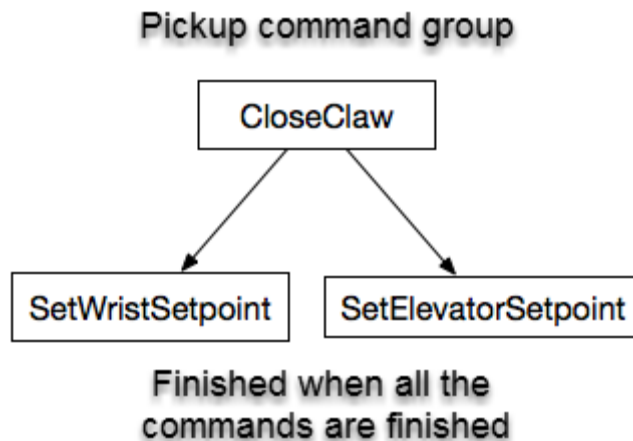 Pickup command group
CloseClaw
SetWristSetpoint
SetElevatorSetpoint
Finished when all the
commands are finished